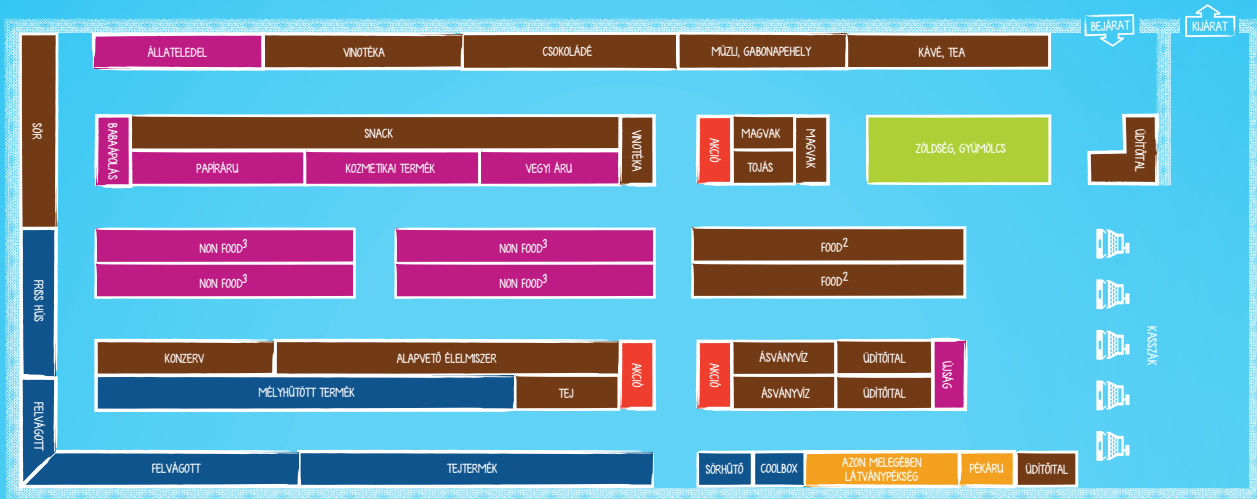 BEJÁRAT
KIJÁRAT
ÁLLATELEDEL
VINOTÉKA
CSOKOLÁDÉ
MÜZLI, GABONAPEHELY
KÁVÉ, TEA
SÖR
BABAÁPOLÁS
SNACK
VINOTÉKA
PAPÍRÁRU
KOZMETIKAI TERMÉK
VEGYI ÁRU
AKCIÓ
MAGVAK
MAGVAK
TOJÁS
ZÖLDSÉG, GYÜMÖLCS
ÜDÍTŐITAL
FRISS HÚS
NON FOOD³
NON FOOD³
FOOD²
NON FOOD³
NON FOOD³
FOOD²
KASSZÁK
KONZERV
ALAPVETŐ ÉLELMISZER
AKCIÓ
MÉLYHŰTÖTT TERMÉK
TEJ
AKCIÓ
ÁSVÁNYVÍZ
ÜDÍTŐITAL
ÚJSÁG
ÁSVÁNYVÍZ
ÜDÍTŐITAL
FELVÁGOTT
FELVÁGOTT
TEJTERMÉK
SÖRHŰTŐ
COOLBOX
AZON MELEGÉBEN
LÁTVÁNYPÉKSÉG
PÉKÁRU
ÜDÍTŐITAL